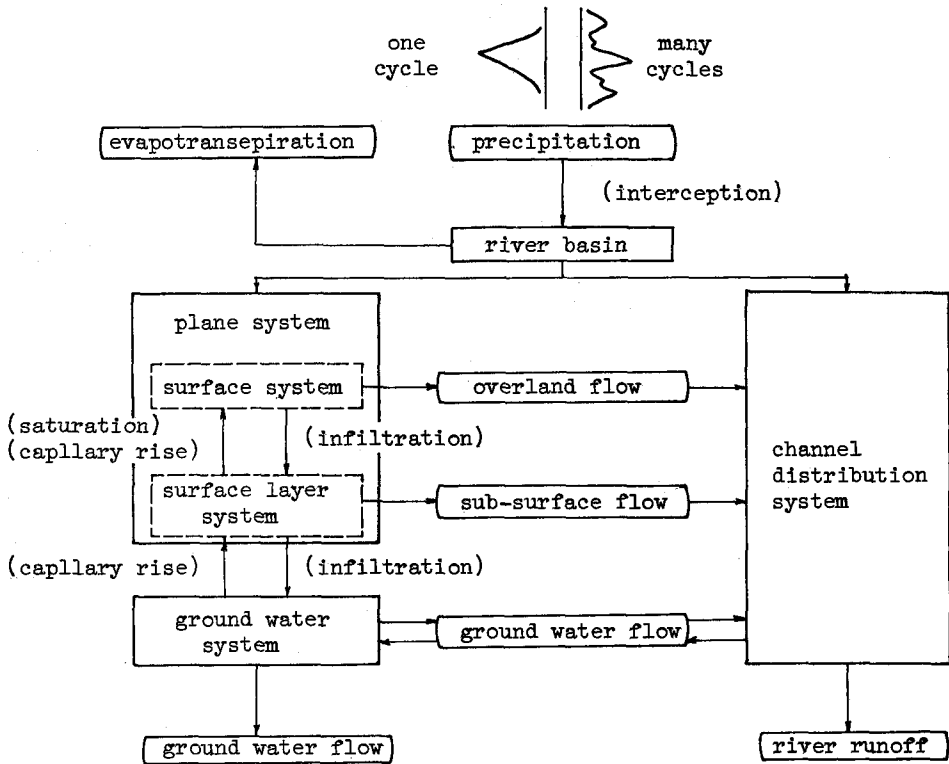 one
cycle
many
cycles
evapotransepiration
precipitation
(interception)
river basin
plane system
surface system
overland flow
(saturation)
(capllary rise)
(infiltration)
channel
distribution
system
surface layer
system
sub-surface flow
(capllary rise)
(infiltration)
ground water
system
ground water flow
ground water flow
river runoff